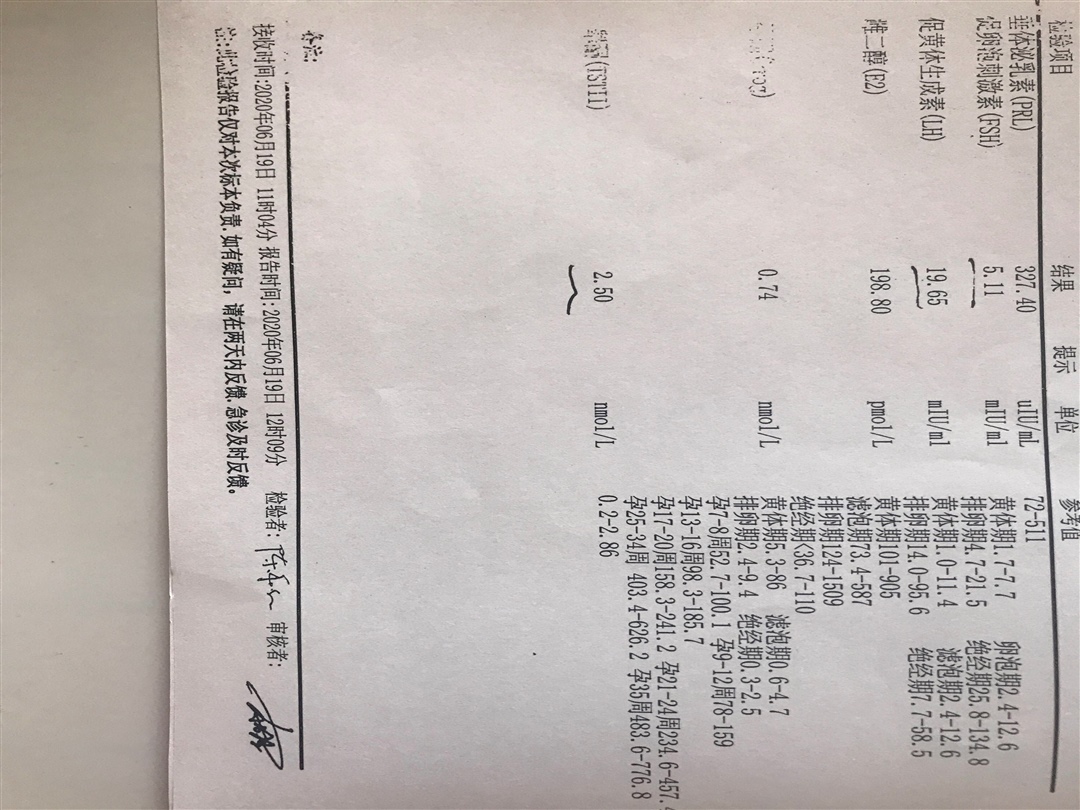 检验项目 结果 提示 单位 参考值
垂体泌乳素(PRL) 327.40 uIU/mL 72-511
促卵泡刺激素(FSH) 5.11 mIU/ml 黄体期1.7-7.7 卵泡期2.4-12.6
排卵期4.7-21.5 绝经期25.8-134.8
促黄体生成素(LH) 19.65 mIU/ml 黄体期1.0-11.4 滤泡期2.4-12.6
排卵期14.0-95.6 绝经期7.7-58.5
雌二醇(E2) 198.80 pmol/L 黄体期101-905
滤泡期73.4-587
排卵期124-1509
绝经期<36.7-110
0.74 nmol/L 黄体期5.3-86 滤泡期0.6-4.7
排卵期2.4-9.4 绝经期0.3-2.5
孕7-8周52.7-100.1 孕9-12周78-159
孕13-16周98.3-185.7
孕17-20周158.3-241.2 孕21-24周234.6-457.
孕25-34周 403.4-626.2 孕35周483.6-776.8
(TSTII) 2.50 nmol/L 0.2-2.86
备注:
接收时间:2020年06月19日 11时04分 报告时间:2020年06月19日 12时09分 检验者: 审核者:
注:此检验报告仅对本次标本负责.如有疑问，请在两天内反馈.急诊及时反馈。